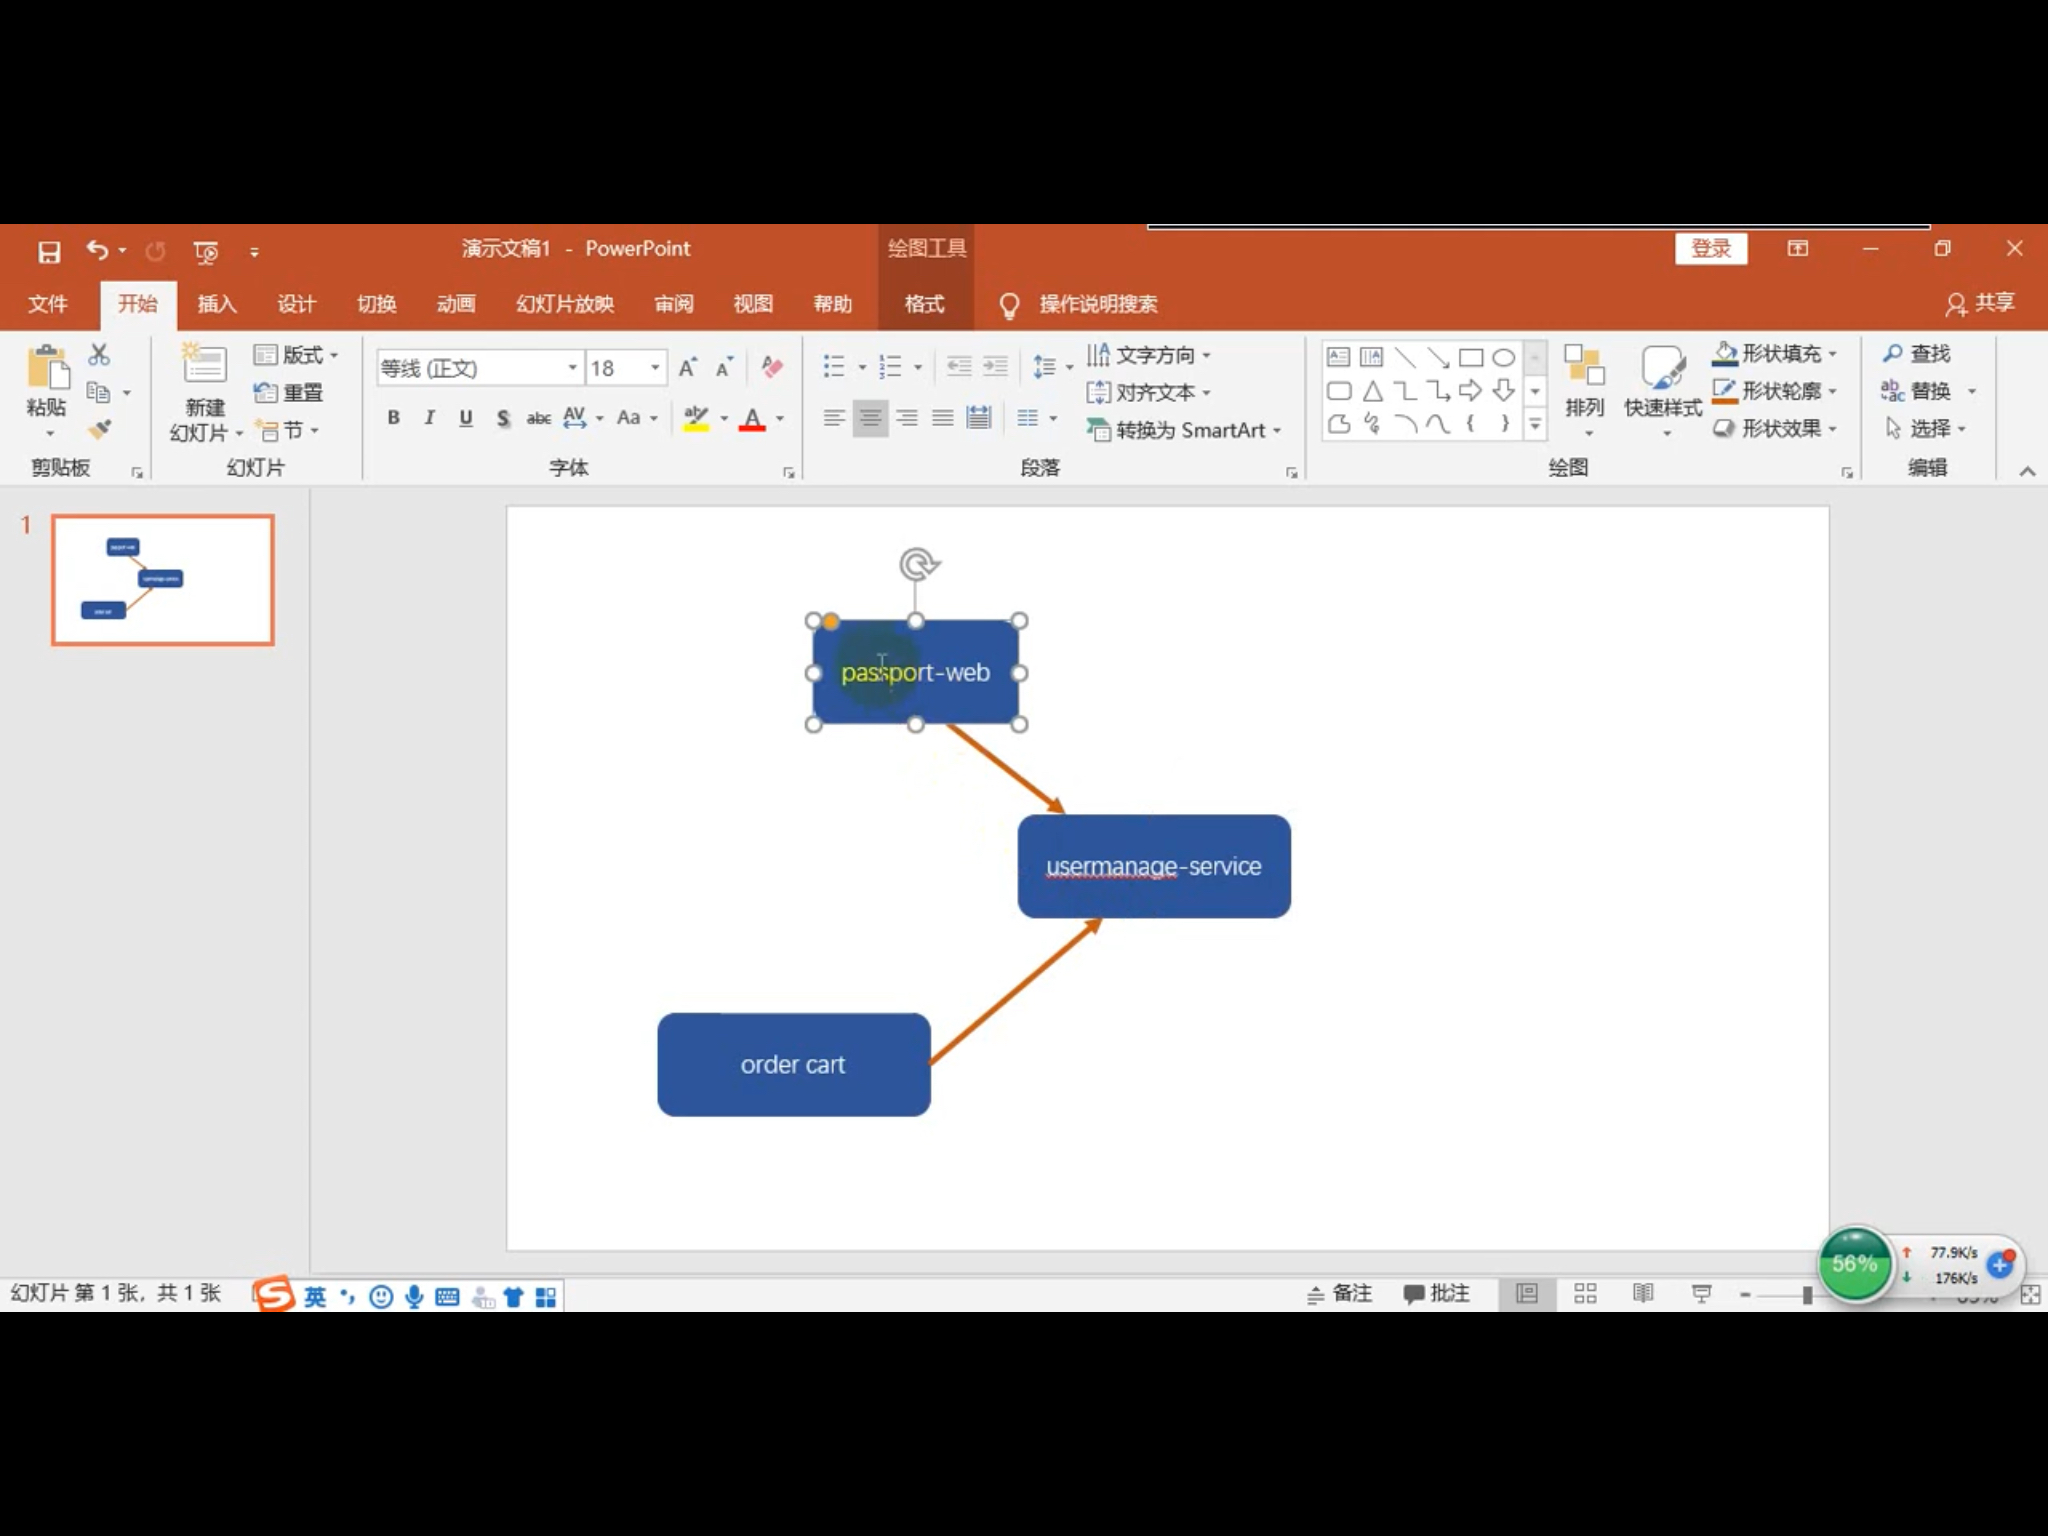 演示文稿1 - PowerPoint
绘图工具
登录
文件
开始
插入
设计
切换
动画
幻灯片放映
审阅
视图
帮助
格式
操作说明搜索
共享
粘贴
剪贴板
新建
幻灯片
版式
重置
节
幻灯片
等线 (正文)
18
B I U S abc AV Aa A
字体
文字方向
对齐文本
转换为 SmartArt
段落
排列
快速样式
形状填充
形状轮廓
形状效果
绘图
查找
替换
选择
编辑
1
passport-web
usermanage-service
order cart
幻灯片 第 1 张，共 1 张
英
备注
批注
56%
77.9K/s
176K/s